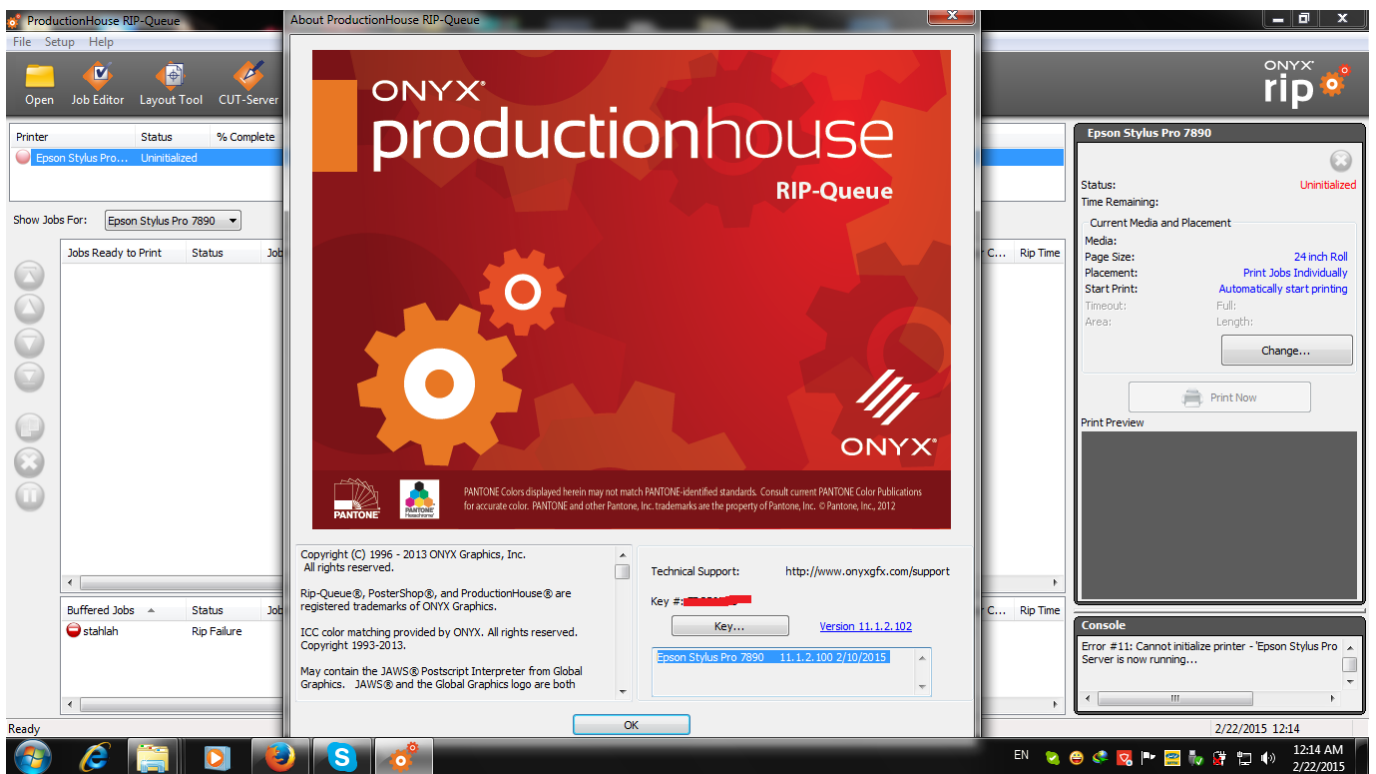 ProductionHouse RIP-Queue
About ProductionHouse RIP-Queue
File Setup Help
Open Job Editor Layout Tool CUT-Server
ONYX
rip
Printer Status % Complete
Epson Stylus Pro... Uninitialized
Show Jobs For: Epson Stylus Pro 7890
Jobs Ready to Print Status Job
C... Rip Time
Buffered Jobs Status Job
C... Rip Time
stahlah Rip Failure
Ready
ONYX
productionhouse
RIP-Queue
ONYX
PANTONE
PANTONE
Hexachrome
PANTONE Colors displayed herein may not match PANTONE-identified standards. Consult current PANTONE Color Publications
for accurate color. PANTONE and other Pantone, Inc. trademarks are the property of Pantone, Inc. © Pantone, Inc., 2012
Copyright (C) 1996 - 2013 ONYX Graphics, Inc.
All rights reserved.
Rip-Queue®, PosterShop®, and ProductionHouse® are
registered trademarks of ONYX Graphics.
ICC color matching provided by ONYX. All rights reserved.
Copyright 1993-2013.
May contain the JAWS® Postscript Interpreter from Global
Graphics. JAWS® and the Global Graphics logo are both
Technical Support: http://www.onyxgfx.com/support
Key #:
Key... Version 11.1.2.102
Epson Stylus Pro 7890 11.1.2.100 2/10/2015
OK
Epson Stylus Pro 7890
Status: Uninitialized
Time Remaining:
Current Media and Placement
Media:
Page Size: 24 inch Roll
Placement: Print Jobs Individually
Start Print: Automatically start printing
Timeout: Full:
Area: Length:
Change...
Print Now
Print Preview
Console
Error #11: Cannot initialize printer - 'Epson Stylus Pro
Server is now running...
2/22/2015 12:14
EN
12:14 AM
2/22/2015